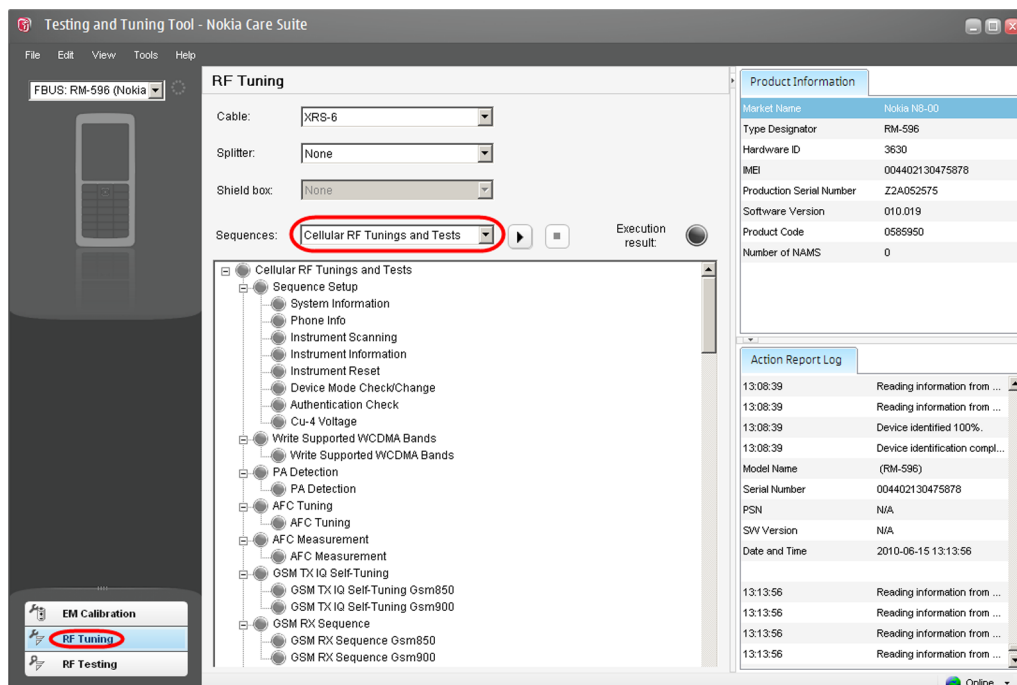 Testing and Tuning Tool - Nokia Care Suite
File Edit View Tools Help
FBUS: RM-596 (Nokia
RF Tuning
Cable: XRS-6
Splitter: None
Shield box: None
Sequences: Cellular RF Tunings and Tests
Execution
result:
Cellular RF Tunings and Tests
Sequence Setup
System Information
Phone Info
Instrument Scanning
Instrument Information
Instrument Reset
Device Mode Check/Change
Authentication Check
Cu-4 Voltage
Write Supported WCDMA Bands
Write Supported WCDMA Bands
PA Detection
PA Detection
AFC Tuning
AFC Tuning
AFC Measurement
AFC Measurement
GSM TX IQ Self-Tuning
GSM TX IQ Self-Tuning Gsm850
GSM TX IQ Self-Tuning Gsm900
GSM RX Sequence
GSM RX Sequence Gsm850
GSM RX Sequence Gsm900
EM Calibration
RF Tuning
RF Testing
Product Information
Market Name Nokia N8-00
Type Designator RM-596
Hardware ID 3630
IMEI 004402130475878
Production Serial Number Z2A052575
Software Version 010.019
Product Code 0585950
Number of NAMS 0
Action Report Log
13:08:39 Reading information from ...
13:08:39 Reading information from ...
13:08:39 Device identified 100%.
13:08:39 Device identification compl...
Model Name (RM-596)
Serial Number 004402130475878
PSN N/A
SW Version N/A
Date and Time 2010-06-15 13:13:56
13:13:56 Reading information from ...
13:13:56 Reading information from ...
13:13:56 Reading information from ...
13:13:56 Reading information from ...
Online